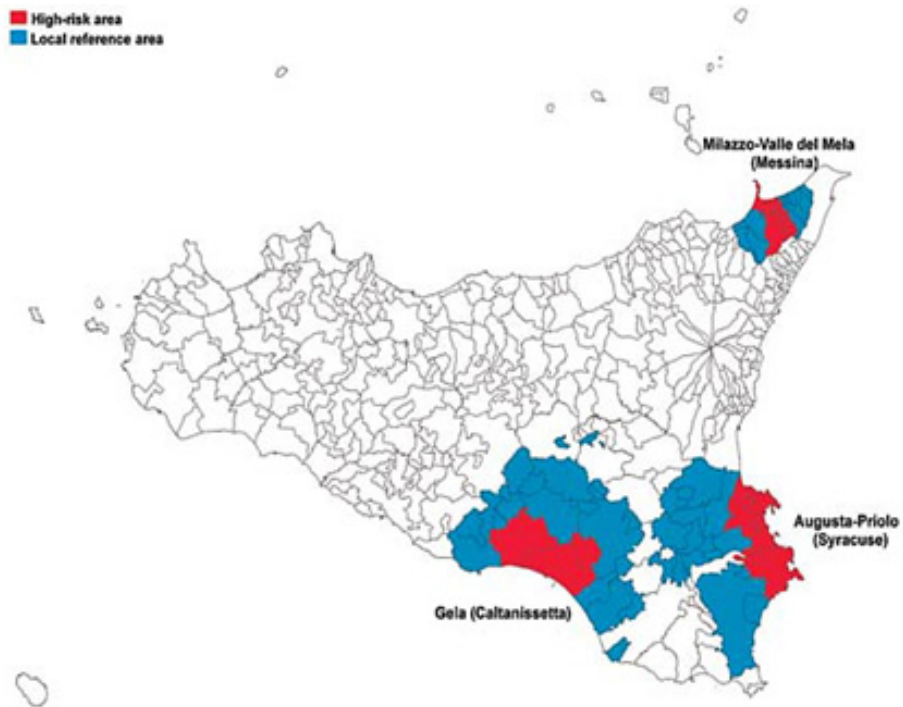 High-risk area
Local reference area
Milazzo-Valle del Mela
(Messina)
Augusta-Priolo
(Syracuse)
Gela (Caltanissetta)